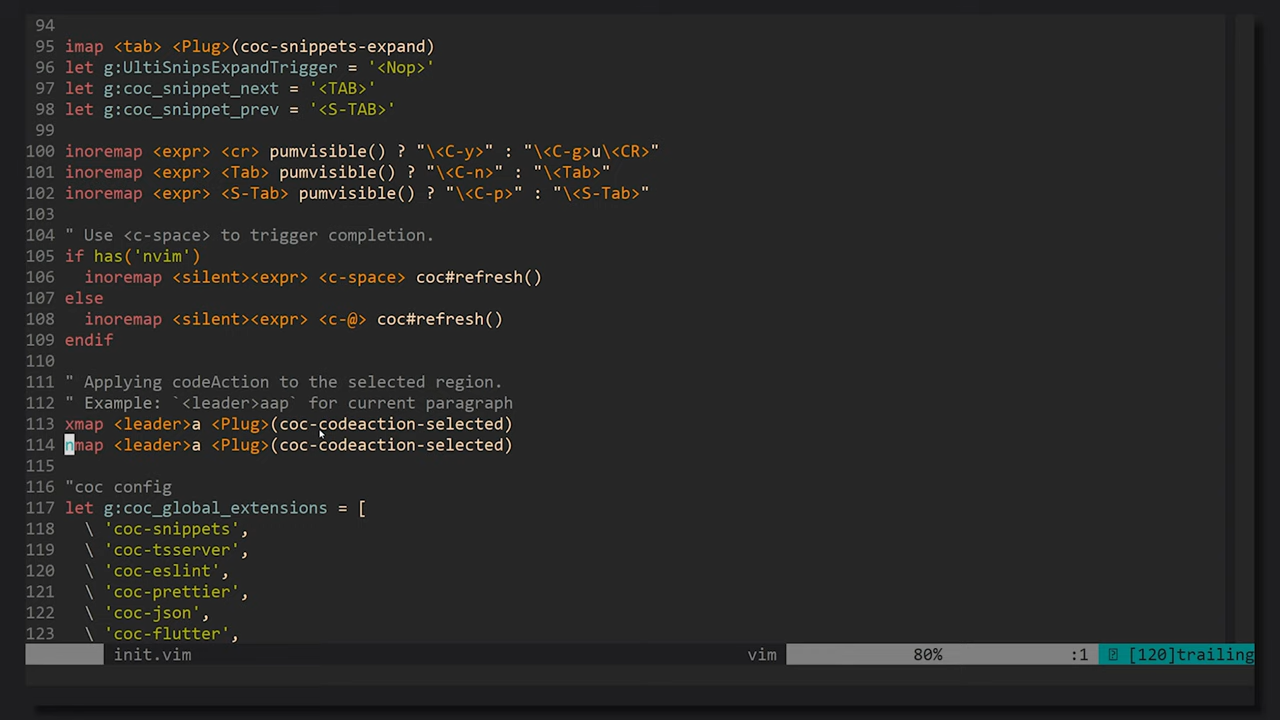 94
95 imap <tab> <Plug>(coc-snippets-expand)
96 let g:UltiSnipsExpandTrigger = '<Nop>'
97 let g:coc_snippet_next = '<TAB>'
98 let g:coc_snippet_prev = '<S-TAB>'
99
100 inoremap <expr> <cr> pumvisible() ? "\<C-y>" : "\<C-g>u\<CR>"
101 inoremap <expr> <Tab> pumvisible() ? "\<C-n>" : "\<Tab>"
102 inoremap <expr> <S-Tab> pumvisible() ? "\<C-p>" : "\<S-Tab>"
103
104 " Use <c-space> to trigger completion.
105 if has('nvim')
106   inoremap <silent><expr> <c-space> coc#refresh()
107 else
108   inoremap <silent><expr> <c-@> coc#refresh()
109 endif
110
111 " Applying codeAction to the selected region.
112 " Example: `<leader>aap` for current paragraph
113 xmap <leader>a <Plug>(coc-codeaction-selected)
114 nmap <leader>a <Plug>(coc-codeaction-selected)
115
116 "coc config
117 let g:coc_global_extensions = [
118   \ 'coc-snippets',
119   \ 'coc-tsserver',
120   \ 'coc-eslint',
121   \ 'coc-prettier',
122   \ 'coc-json',
123   \ 'coc-flutter',
init.vim vim 80% :1 [120]trailing